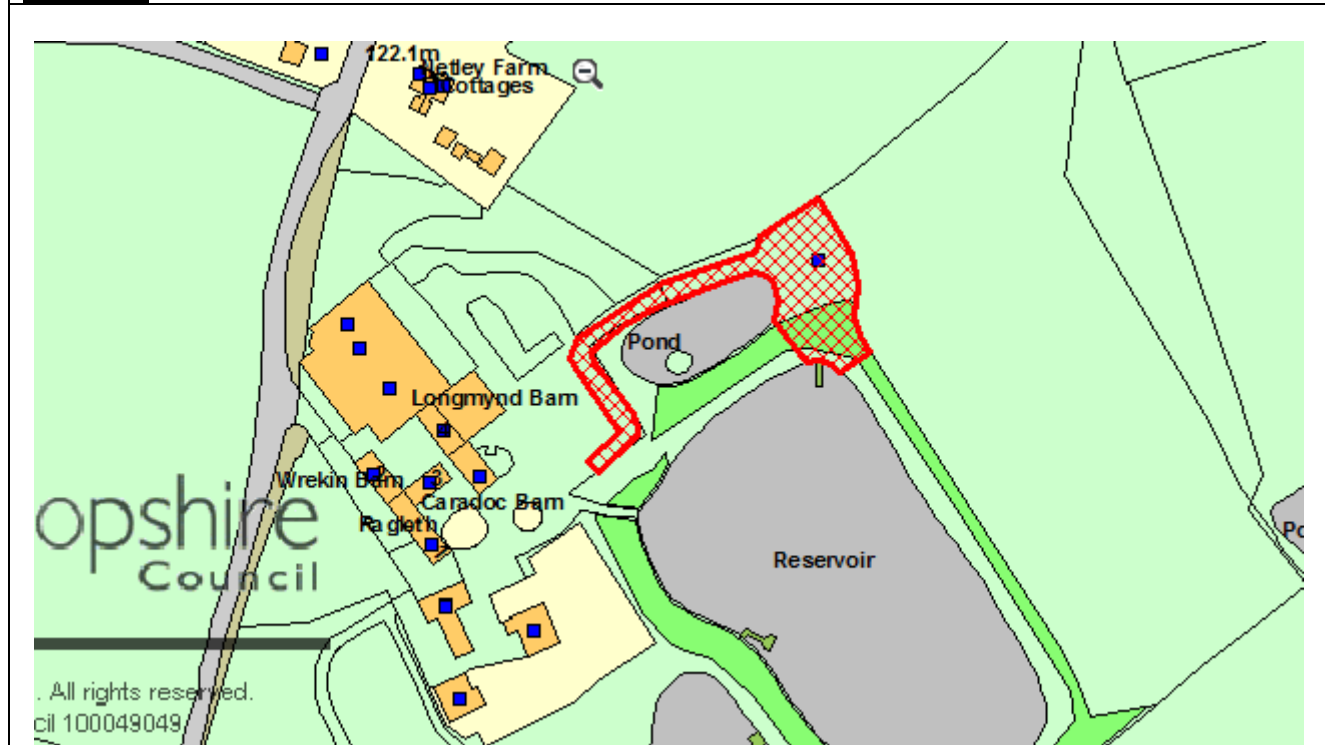 122.1m
Netley Farm
Cottages
Pond
Longmynd Barn
Wrekin Barn
Caradoc Barn
Ragleth
opshire
Council
Reservoir
Po
. All rights reserved.
cil 100049049